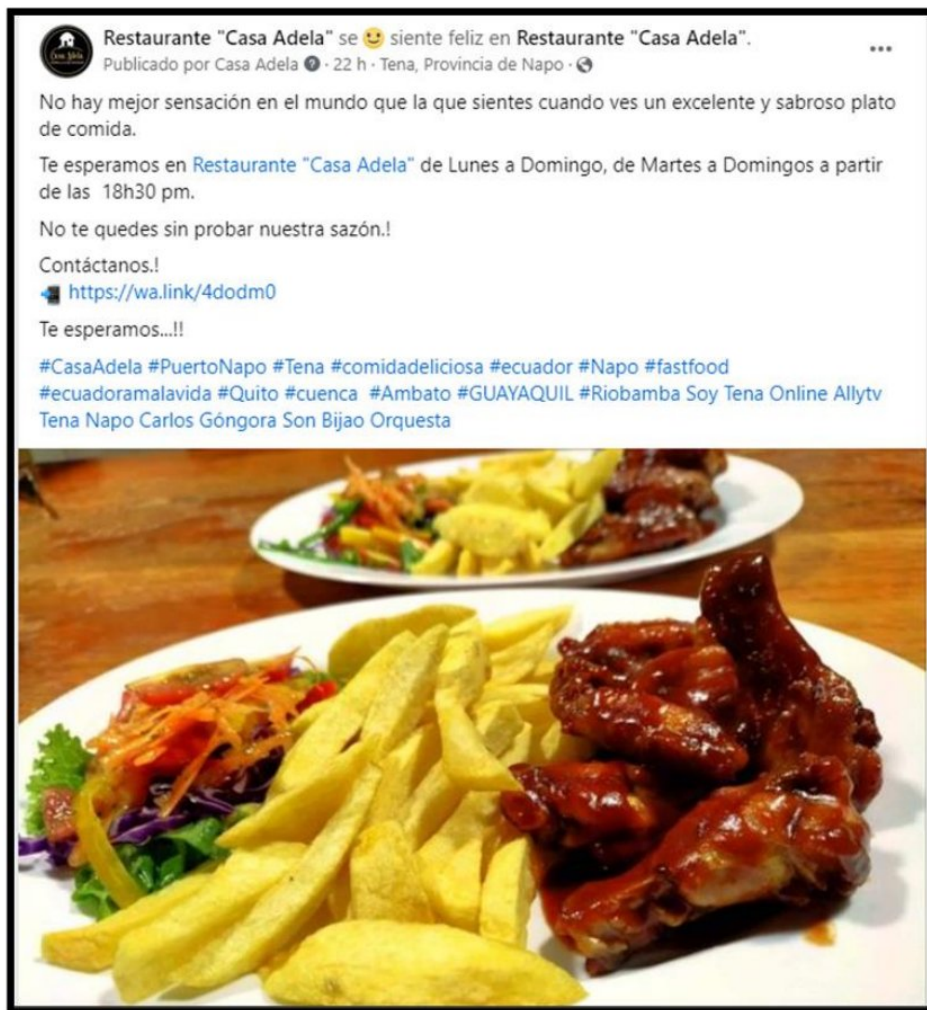 Restaurante "Casa Adela" se 😃 siente feliz en Restaurante "Casa Adela".
Publicado por Casa Adela · 22 h · Tena, Provincia de Napo ·
No hay mejor sensación en el mundo que la que sientes cuando ves un excelente y sabroso plato
de comida.
Te esperamos en Restaurante "Casa Adela" de Lunes a Domingo, de Martes a Domingos a partir
de las  18h30 pm.
No te quedes sin probar nuestra sazón.!
Contáctanos.!
📲 https://wa.link/4dodm0
Te esperamos...!!
#CasaAdela #PuertoNapo #Tena #comidadeliciosa #ecuador #Napo #fastfood
#ecuadoramalavida #Quito #cuenca  #Ambato #GUAYAQUIL #Riobamba Soy Tena Online Allytv
Tena Napo Carlos Góngora Son Bijao Orquesta